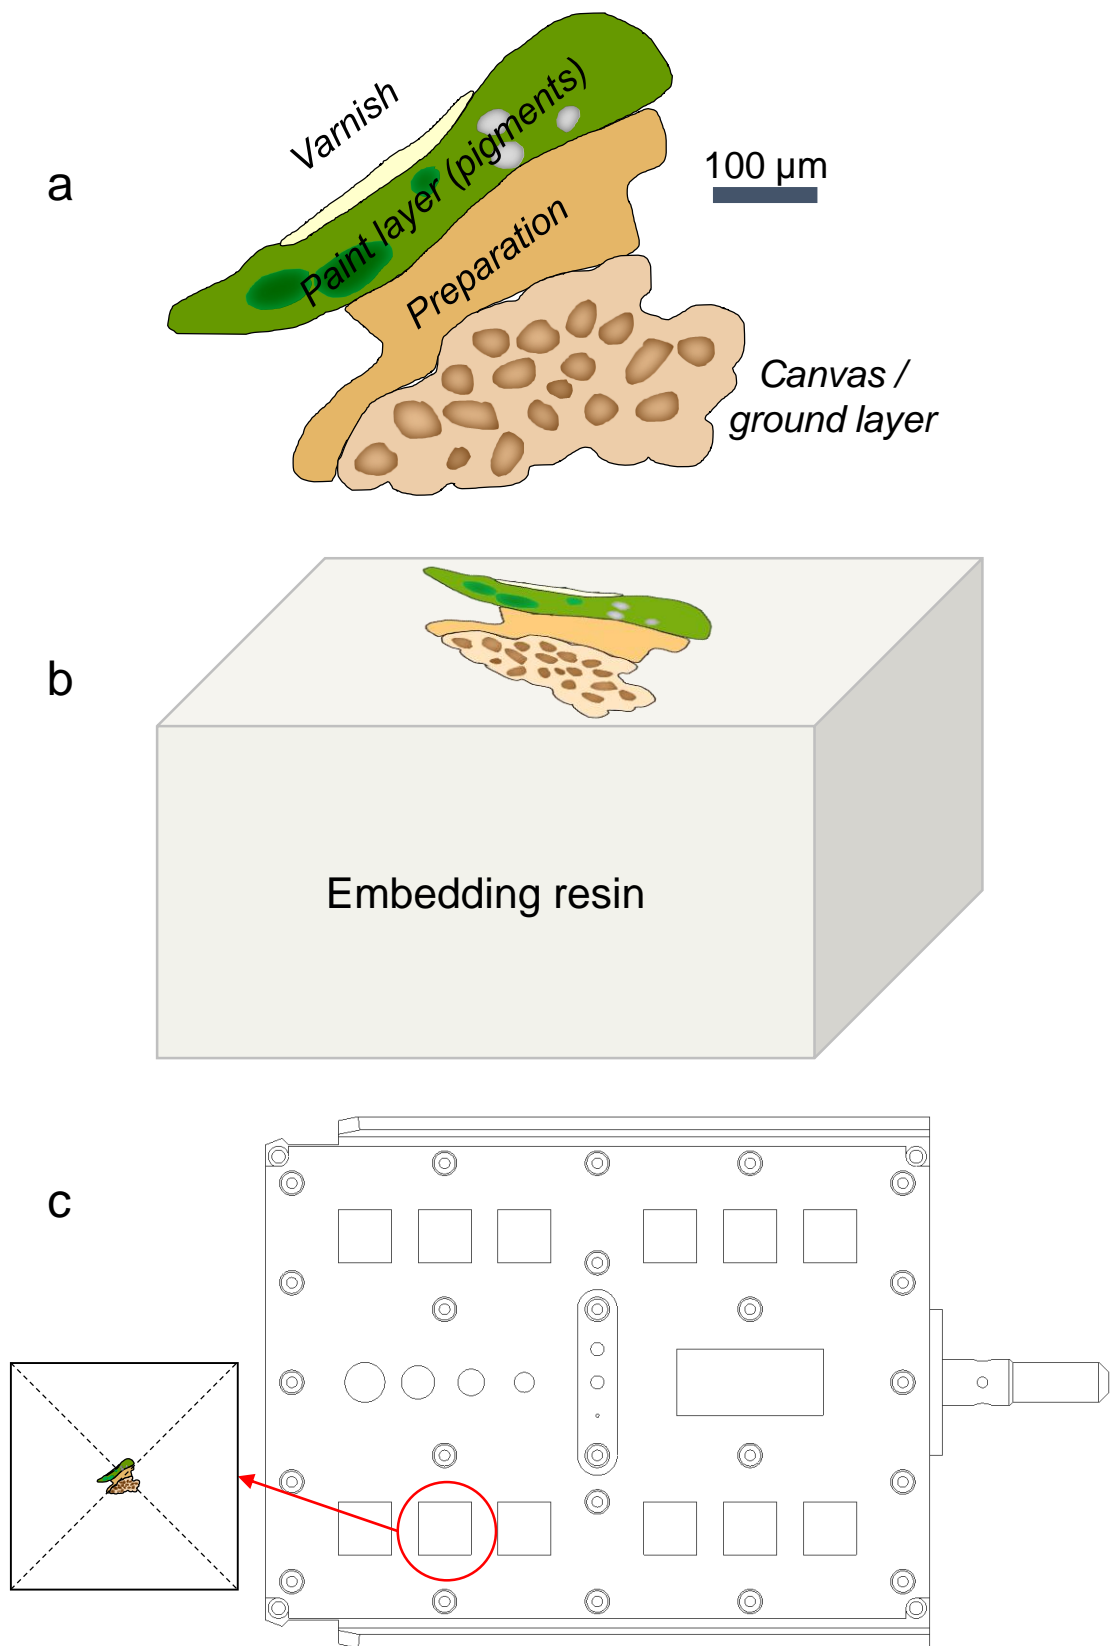 a
Varnish
Paint layer (pigments)
Preparation
100 µm
Canvas /
ground layer
b
Embedding resin
c